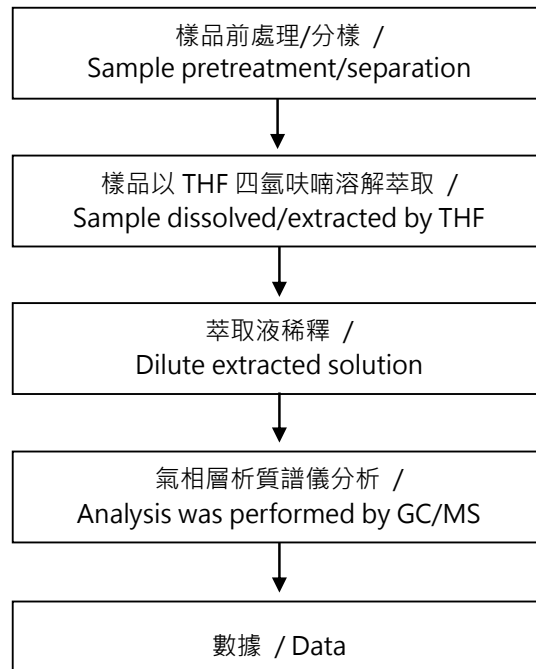 樣品前處理/分樣 /
Sample pretreatment/separation
樣品以 THF 四氫呋喃溶解萃取 /
Sample dissolved/extracted by THF
萃取液稀釋 /
Dilute extracted solution
氣相層析質譜儀分析 /
Analysis was performed by GC/MS
數據 / Data